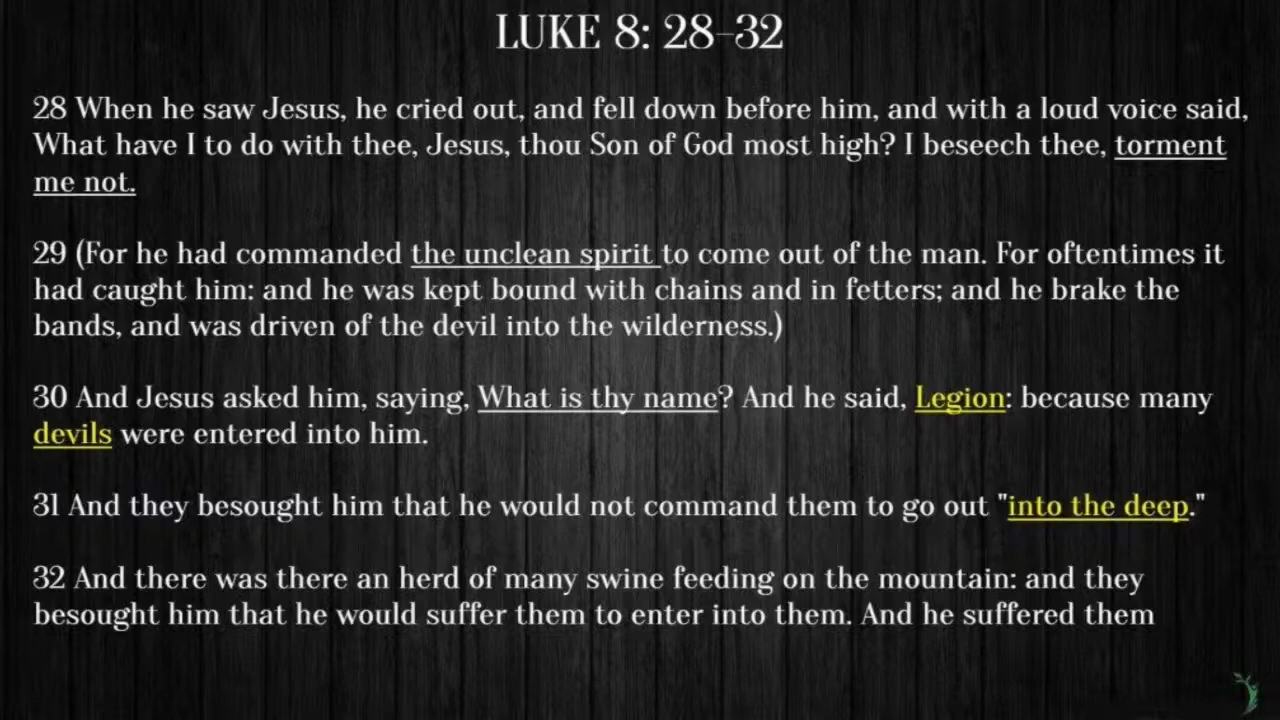 LUKE 8: 28-32
28 When he saw Jesus, he cried out, and fell down before him, and with a loud voice said,
What have I to do with thee, Jesus, thou Son of God most high? I beseech thee, torment
me not.
29 (For he had commanded the unclean spirit to come out of the man. For oftentimes it
had caught him: and he was kept bound with chains and in fetters; and he brake the
bands, and was driven of the devil into the wilderness.)
30 And Jesus asked him, saying, What is thy name? And he said, Legion: because many
devils were entered into him.
31 And they besought him that he would not command them to go out "into the deep."
32 And there was there an herd of many swine feeding on the mountain: and they
besought him that he would suffer them to enter into them. And he suffered them